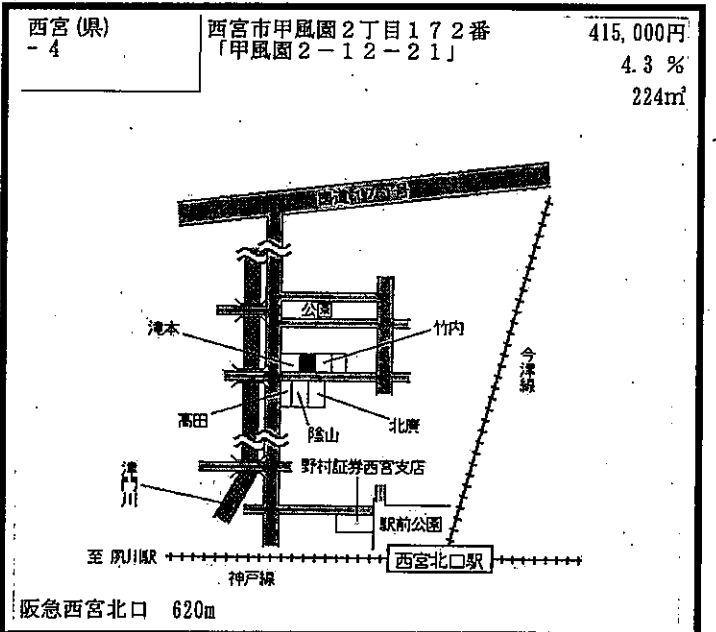 西宮(県)
- 4
西宮市甲風園2丁目172番
「甲風園2-12-21」
415,000円
4.3 %
224㎡
公園
滝本
竹内
今津線
高田
陰山
北廣
野村証券西宮支店
津門川
駅前公園
至 夙川駅
西宮北口駅
神戸線
阪急西宮北口 620m